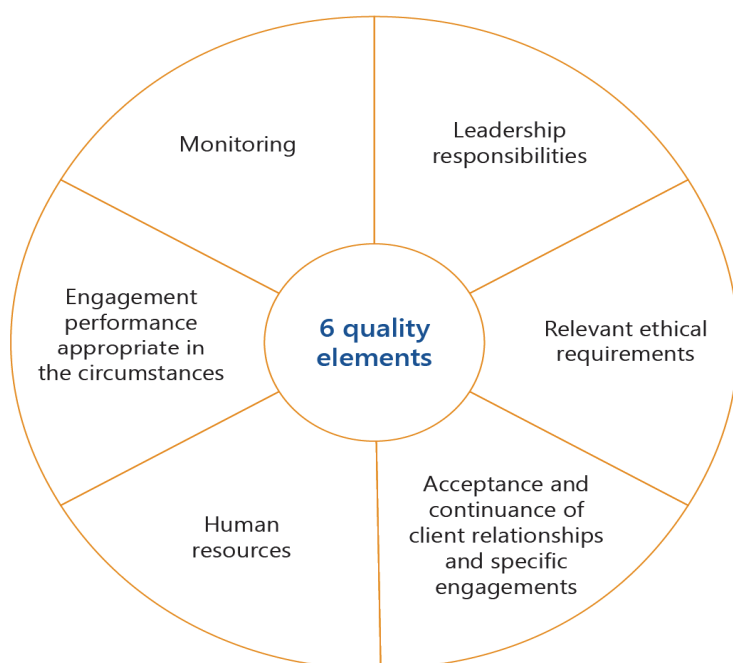 Monitoring
Leadership
responsibilities
Engagement
performance
appropriate in
the circumstances
6 quality
elements
Relevant ethical
requirements
Human
resources
Acceptance and
continuance of
client relationships
and specific
engagements